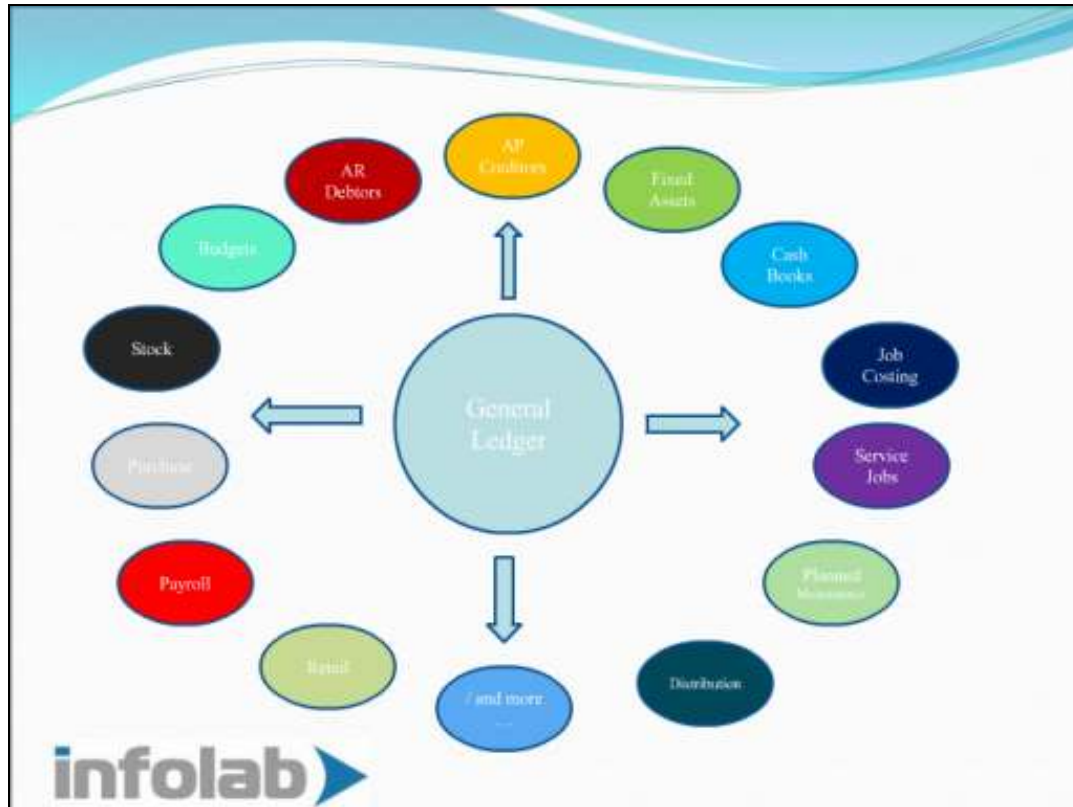 AP
Creditors
AR
Debtors
Fixed
Assets
Budgets
Cash
Books
Stock
Job
Costing
General
Ledger
Purchase
Service
Jobs
Payroll
Planned
Maintenance
Retail
Distribution
/ and more
....
infolab